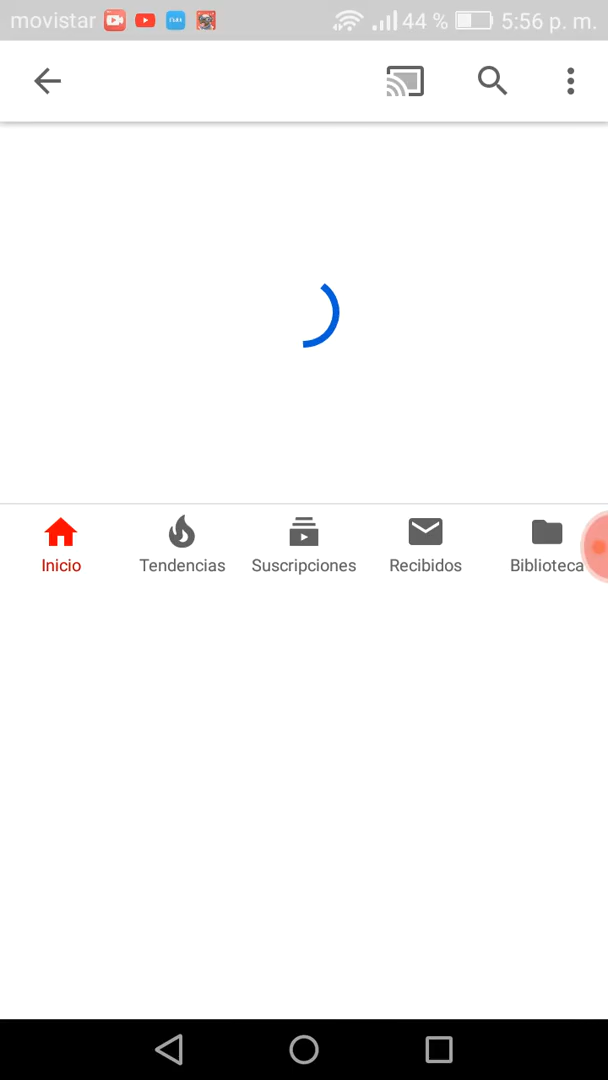 movistar 44 % 5:56 p. m.
Inicio Tendencias Suscripciones Recibidos Biblioteca